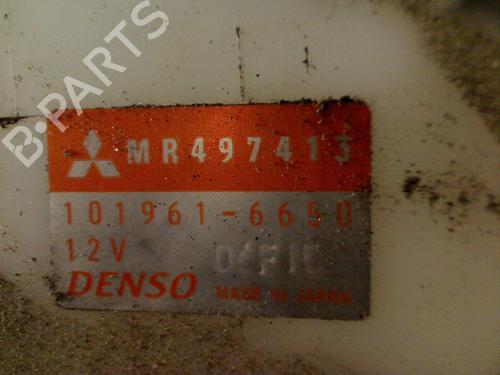 B-PARTS
MR497413
101961-6650
12V
DENSO MADE IN JAPAN